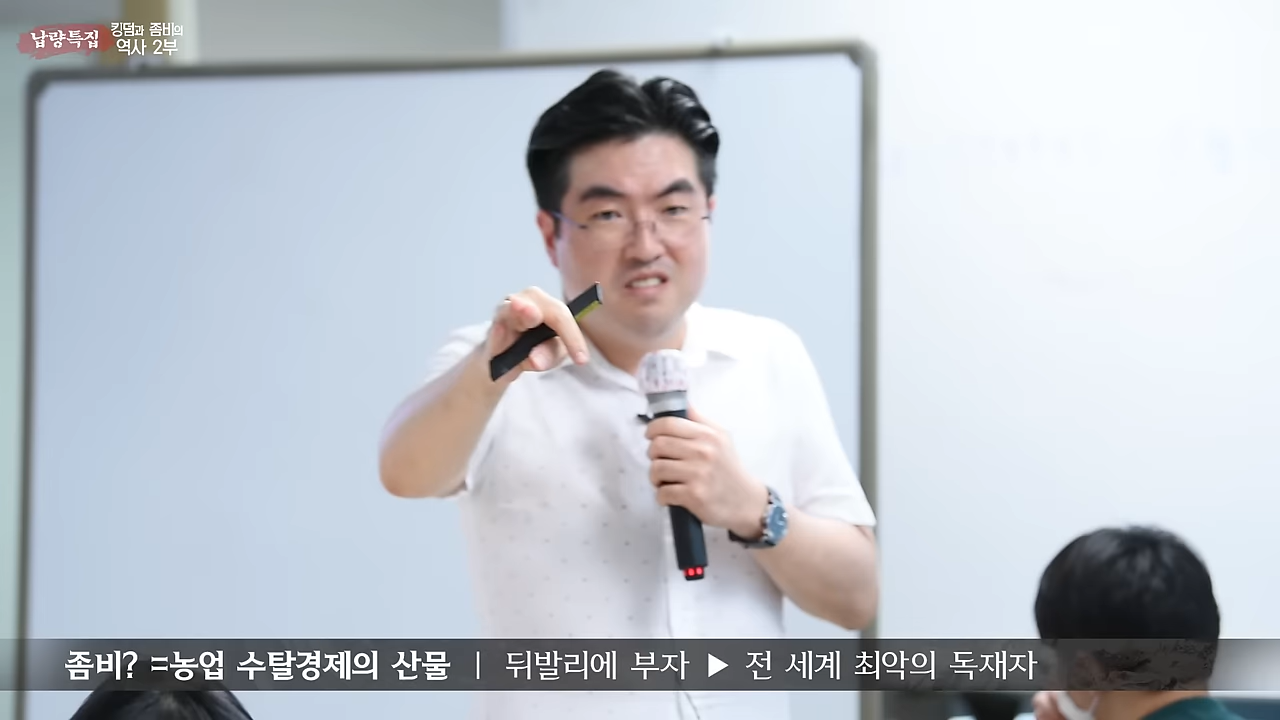 납량특집
킹덤과 좀비의
역사 2부
좀비? =농업 수탈경제의 산물 | 뒤발리에 부자 ▶ 전 세계 최악의 독재자